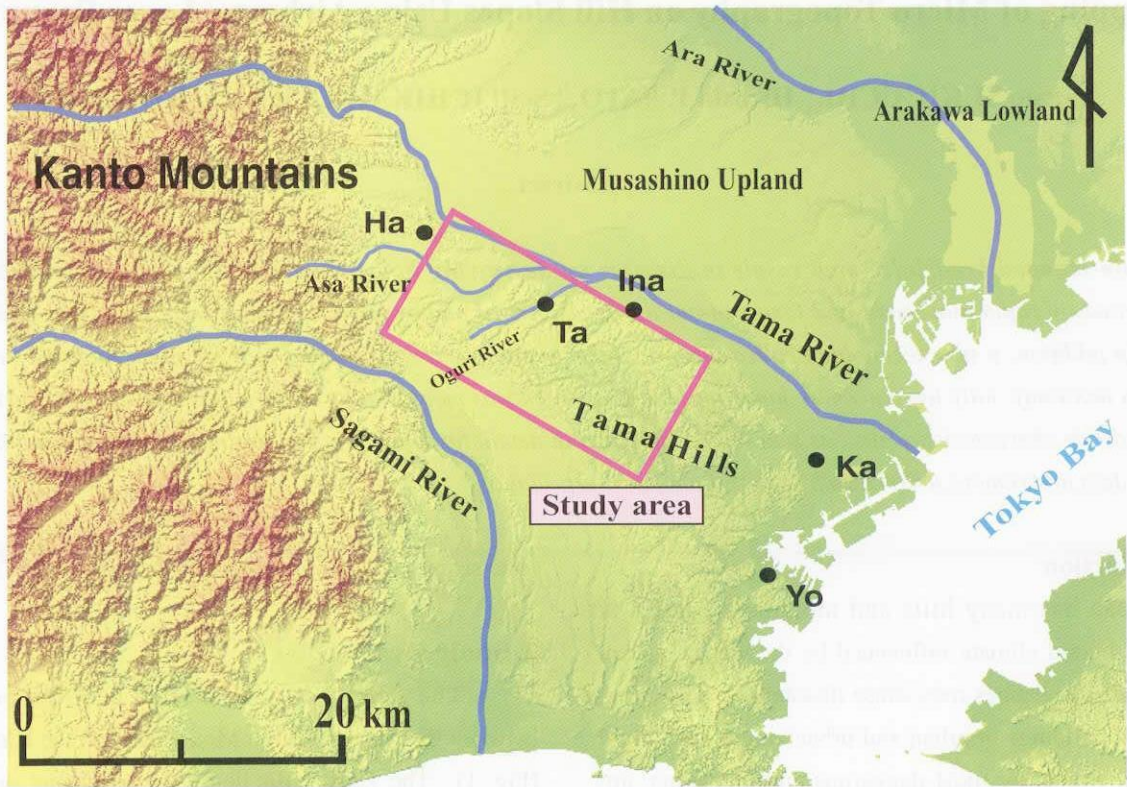 Ara River
Arakawa Lowland
Kanto Mountains
Musashino Upland
Ha
Asa River
Ina
Ta
Oguri River
Tama River
Sagami River
Tama Hills
Ka
Study area
Tokyo Bay
Yo
0 20 km